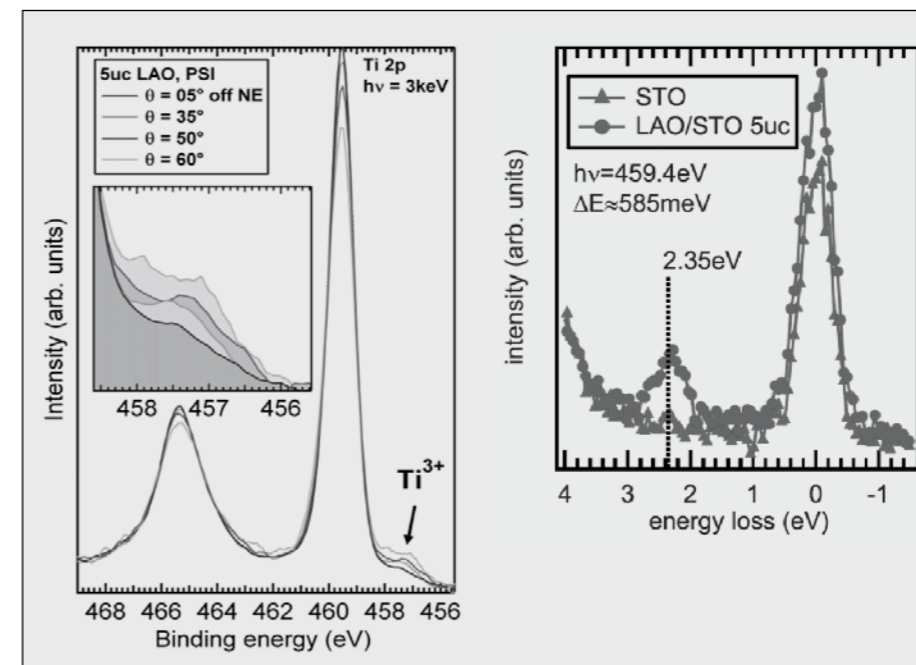 5uc LAO, PSI
θ = 05° off NE
θ = 35°
θ = 50°
θ = 60°
Ti 2p
hν = 3keV
458 457 456
Ti3+
Intensity (arb. units)
468 466 464 462 460 458 456
Binding energy (eV)
STO
LAO/STO 5uc
hν=459.4eV
ΔE≈585meV
2.35eV
intensity (arb. units)
4 3 2 1 0 -1
energy loss (eV)